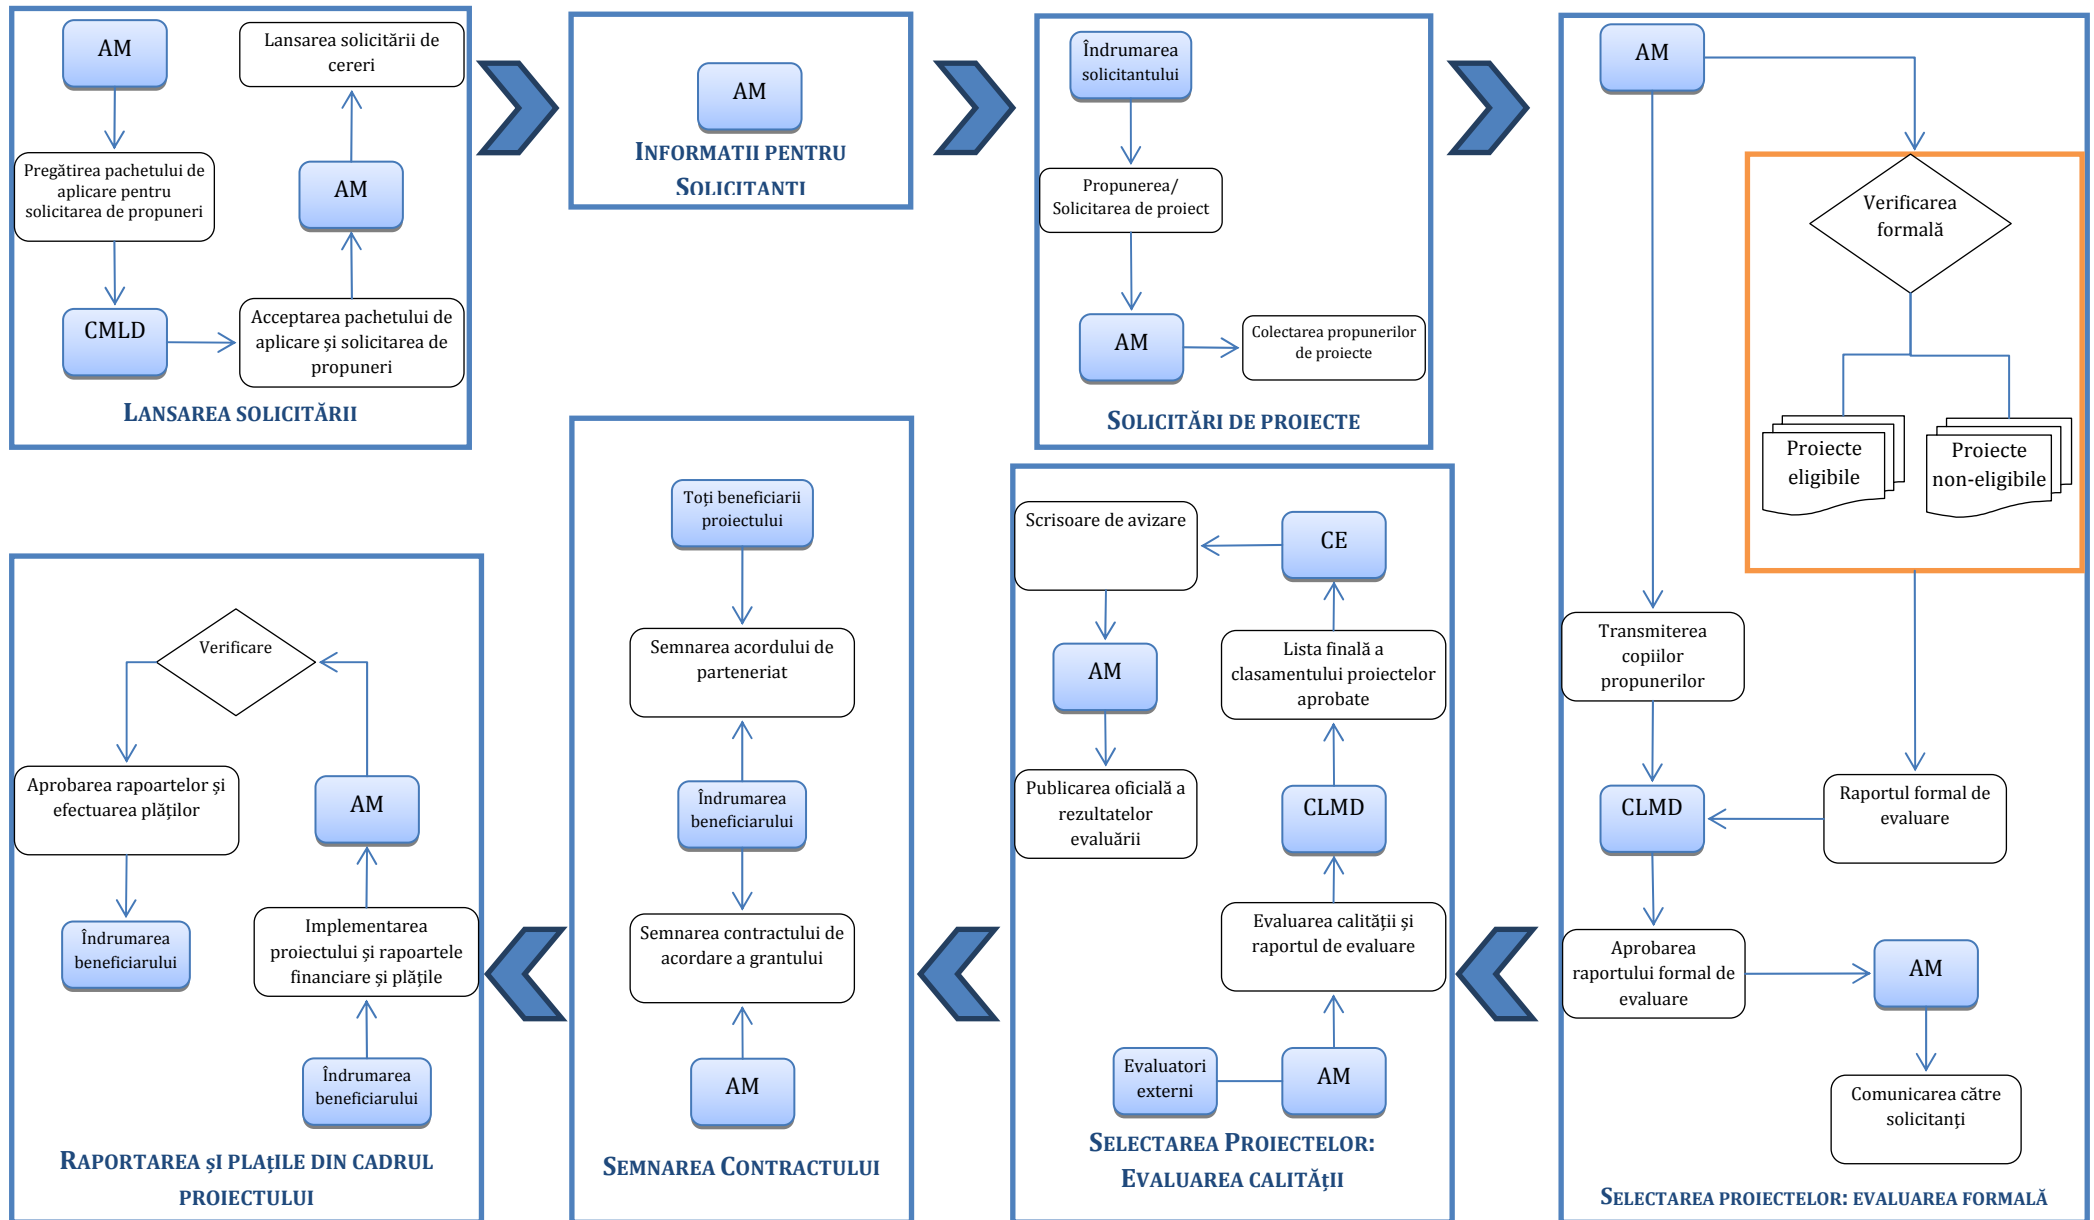 AM
Pregătirea pachetului de
aplicare pentru
solicitarea de propuneri
CMLD
Acceptarea pachetului de
aplicare și solicitarea de
propuneri
AM
Lansarea solicitării de
cereri
LANSAREA SOLICITĂRII
AM
INFORMATII PENTRU
SOLICITANTI
Îndrumarea
solicitantului
Propunerea/
Solicitarea de proiect
AM
Colectarea propunerilor
de proiecte
SOLICITĂRI DE PROIECTE
AM
Verificarea
formală
Proiecte
eligibile
Proiecte
non-eligibile
Transmiterea
copiilor
propunerilor
Raportul formal de
evaluare
CLMD
Aprobarea
raportului formal de
evaluare
AM
Comunicarea către
solicitanți
SELECTAREA PROIECTELOR: EVALUAREA FORMALĂ
Evaluatori
externi
AM
Evaluarea calității și
raportul de evaluare
CLMD
Lista finală a
clasamentului proiectelor
aprobate
CE
Scrisoare de avizare
AM
Publicarea oficială a
rezultatelor
evaluării
SELECTAREA PROIECTELOR:
EVALUAREA CALITĂțII
Toți beneficiarii
proiectului
Semnarea acordului de
parteneriat
Îndrumarea
beneficiarului
Semnarea contractului de
acordare a grantului
AM
SEMNAREA CONTRACTULUI
Îndrumarea
beneficiarului
Implementarea
proiectului și rapoartele
financiare și plățile
AM
Verificare
Aprobarea rapoartelor și
efectuarea plăților
Îndrumarea
beneficiarului
RAPORTAREA șI PLAțILE DIN CADRUL
PROIECTULUI